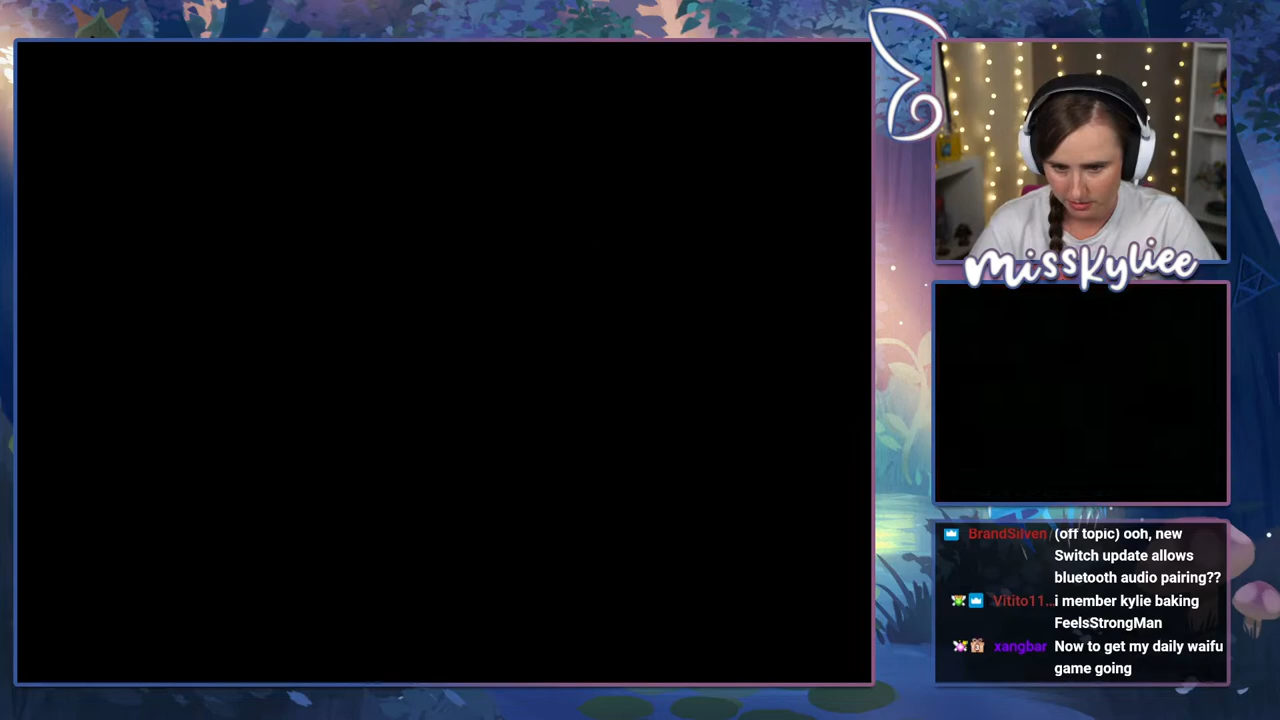 missKyliee
BrandSilven (off topic) ooh, new
Switch update allows
bluetooth audio pairing??
Vitito11... i member kylie baking
FeelsStrongMan
xangbar Now to get my daily waifu
game going